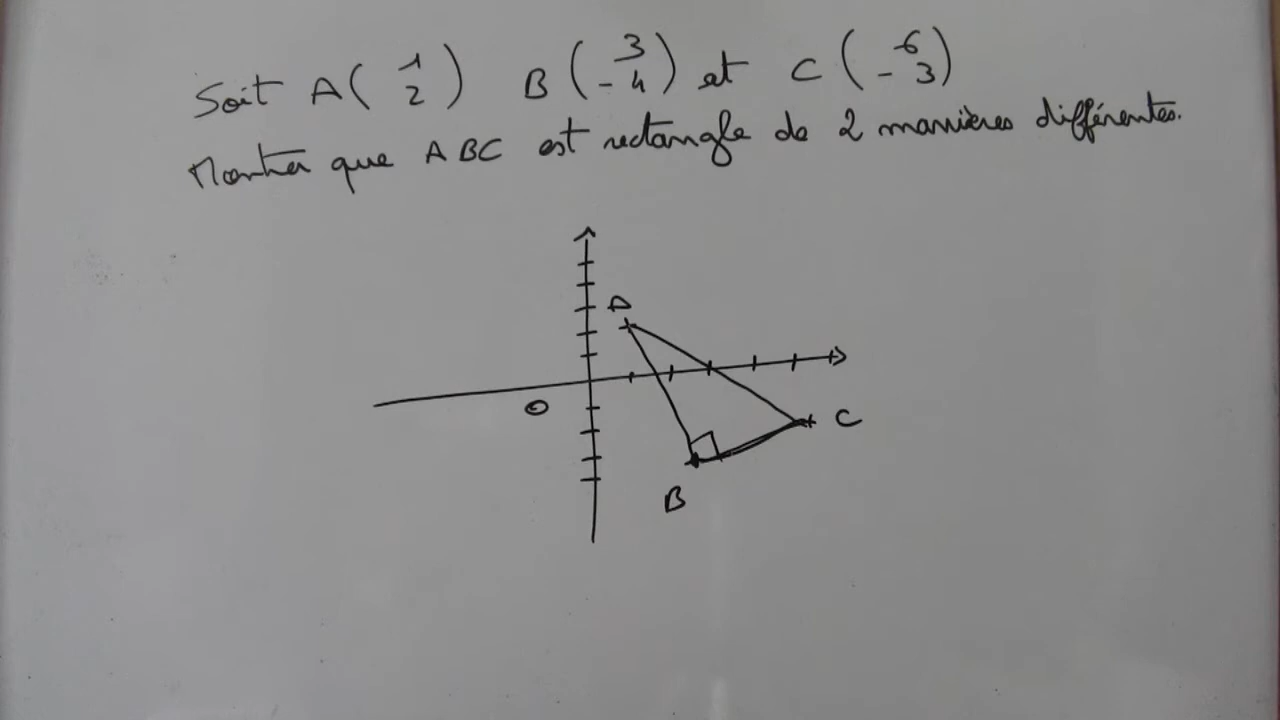 Soit A ( 1 2 ) B ( 3 -4 ) et C ( 6 -3 )
Montrer que ABC est rectangle de 2 manières différentes.
A
O
C
B